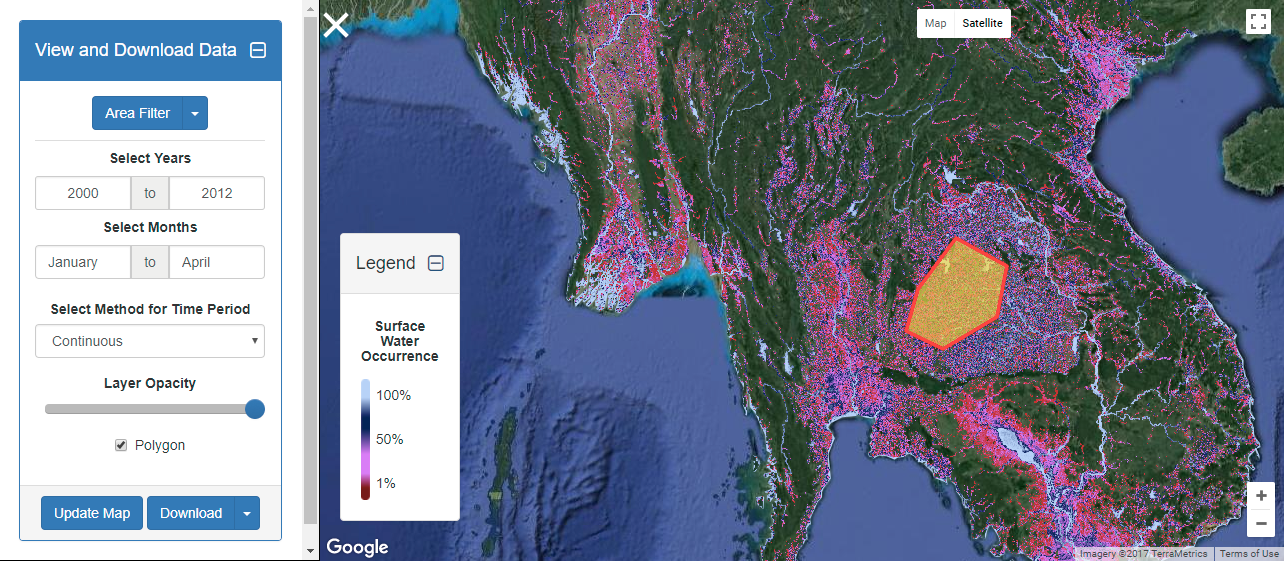 View and Download Data
Area Filter
Select Years
2000 to 2012
Select Months
January to April
Select Method for Time Period
Continuous
Layer Opacity
Polygon
Update Map Download
Map Satellite
Legend
Surface
Water
Occurrence
100%
50%
1%
Google
Imagery ©2017 TerraMetrics Terms of Use